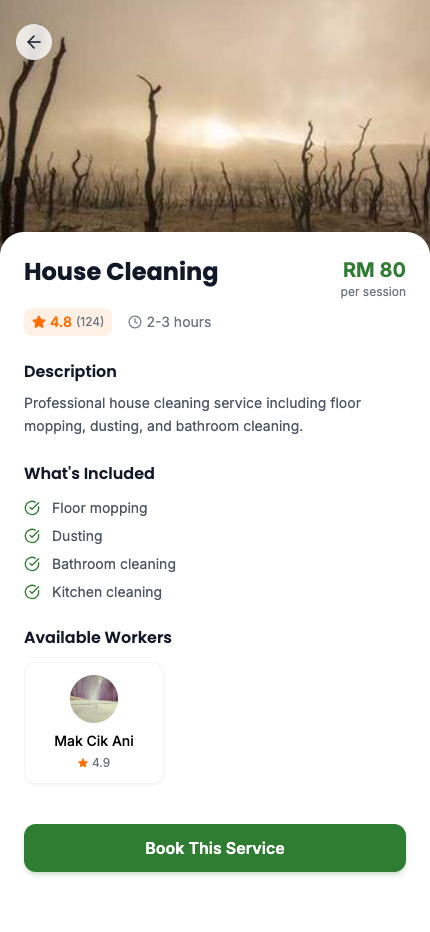 House Cleaning
RM 80
per session
4.8 (124)
2-3 hours
Description
Professional house cleaning service including floor
mopping, dusting, and bathroom cleaning.
What's Included
Floor mopping
Dusting
Bathroom cleaning
Kitchen cleaning
Available Workers
Mak Cik Ani
4.9
Book This Service